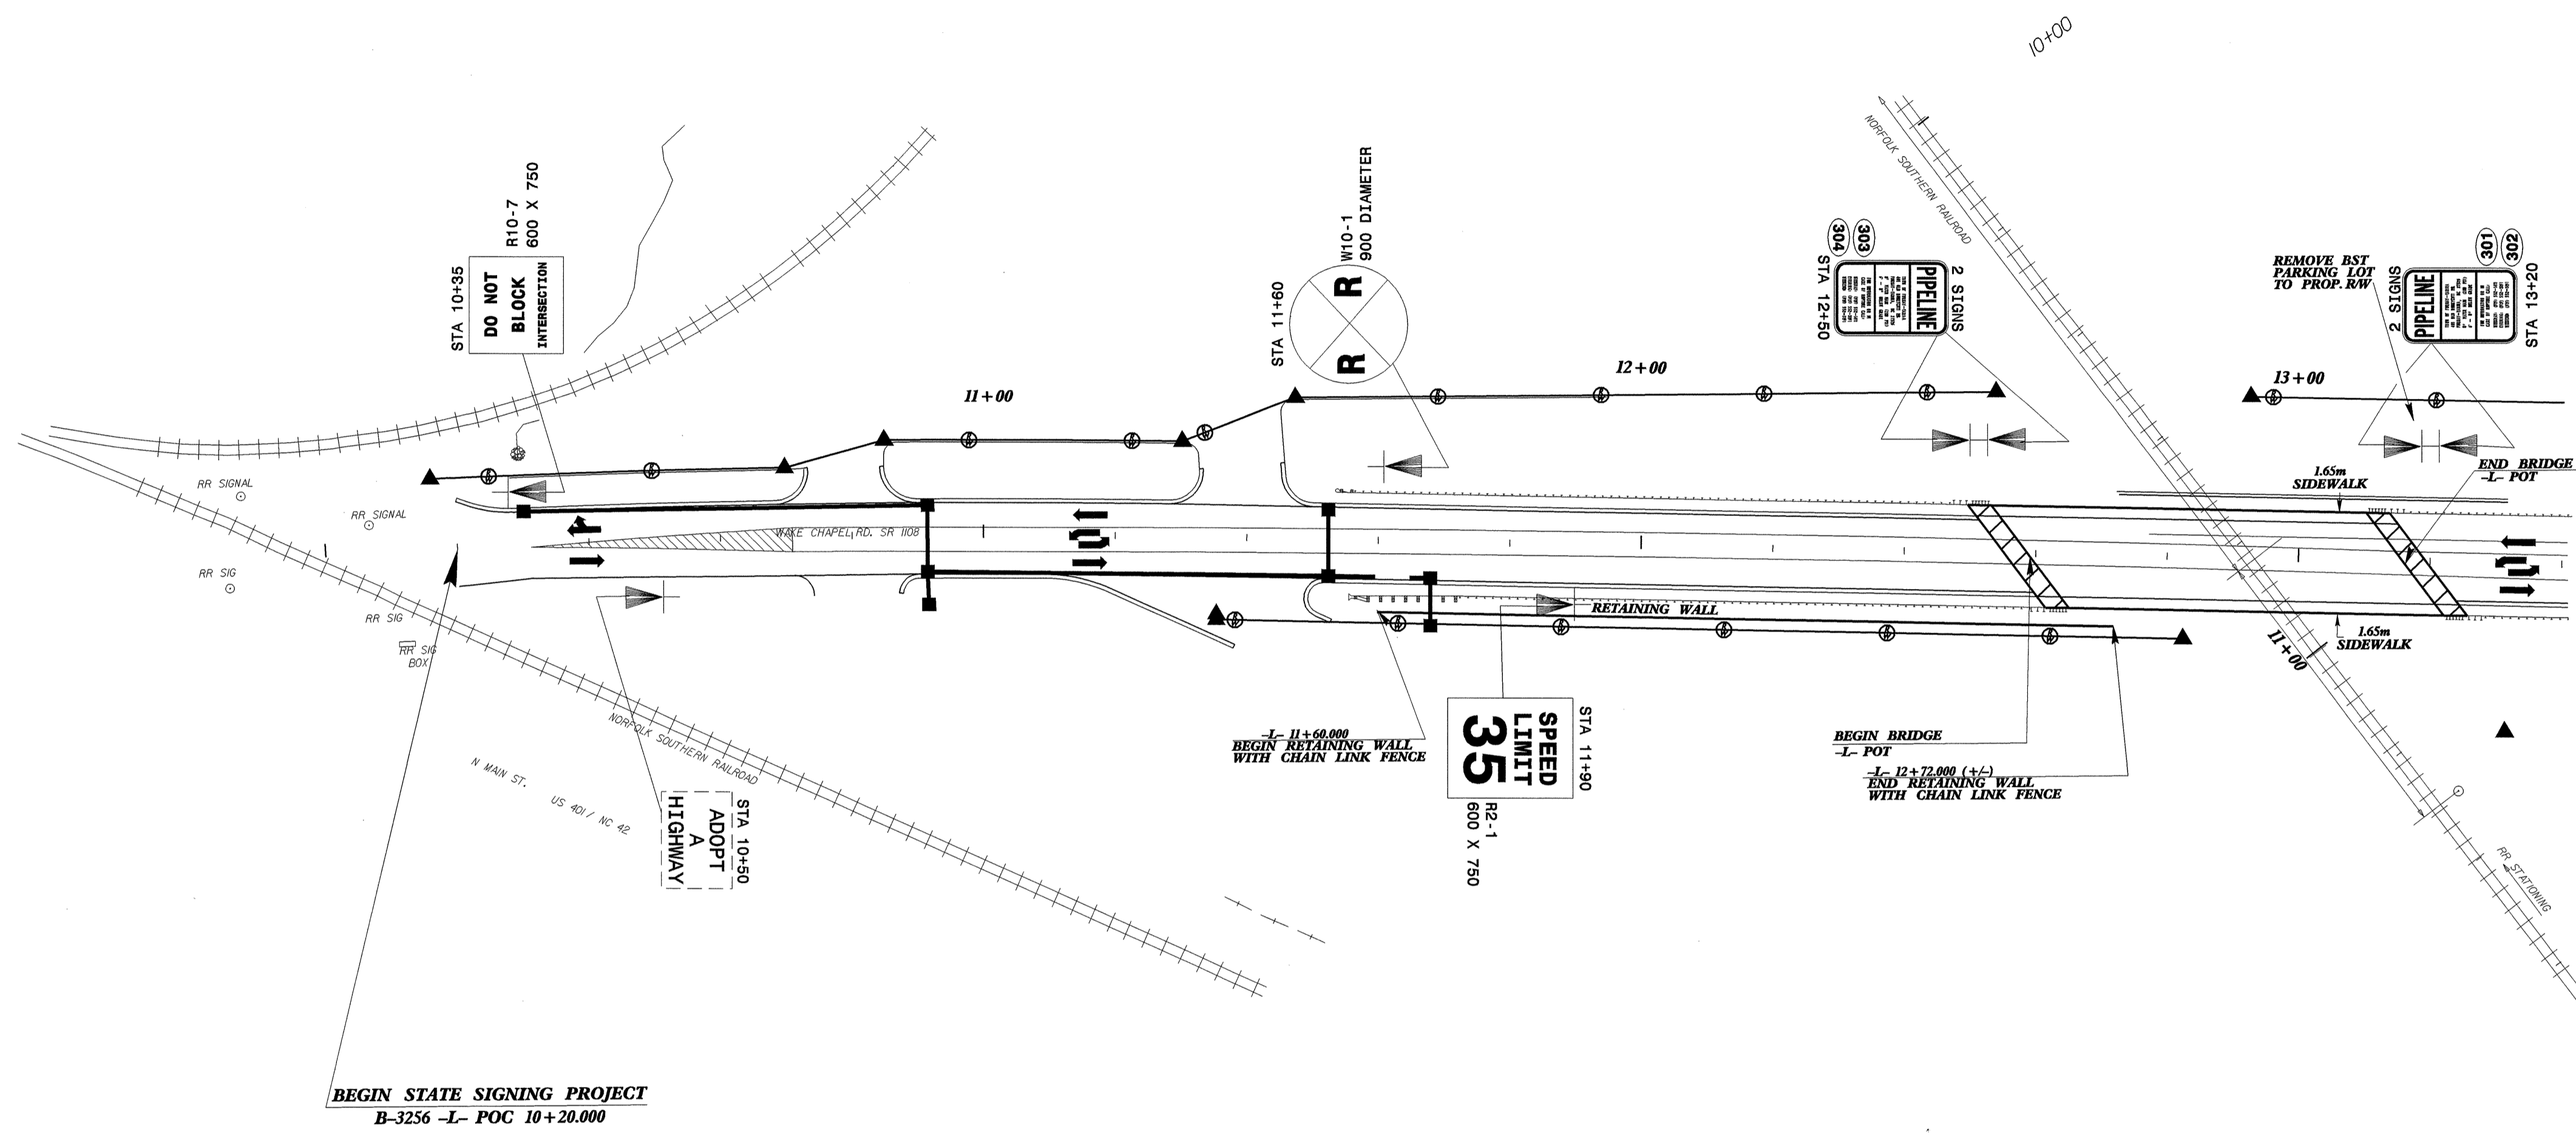 10+00
NORFOLK SOUTHERN RAILROAD
R10-7
600 X 750
STA 10+35
DO NOT
BLOCK
INTERSECTION
W10-1
900 DIAMETER
STA 11+60
R R
304
303
STA 12+50
PIPELINE
2 SIGNS
REMOVE BST
PARKING LOT
TO PROP. R/W
301
302
2 SIGNS
PIPELINE
STA 13+20
11+00
12+00
13+00
RR SIGNAL
RR SIGNAL
RR SIG
RR SIG
RR SIG
BOX
WAKE CHAPEL RD. SR 1108
1.65m
SIDEWALK
END BRIDGE
-L- POT
RETAINING WALL
1.65m
SIDEWALK
11+00
NORFOLK SOUTHERN RAILROAD
N MAIN ST.
US 401 / NC 42
STA 10+50
ADOPT
A
HIGHWAY
-L- 11+60.000
BEGIN RETAINING WALL
WITH CHAIN LINK FENCE
STA 11+90
SPEED
LIMIT
35
R2-1
600 X 750
BEGIN BRIDGE
-L- POT
-L- 12+72.000 (+/-)
END RETAINING WALL
WITH CHAIN LINK FENCE
RR STATIONING
BEGIN STATE SIGNING PROJECT
B-3256 -L- POC 10+20.000